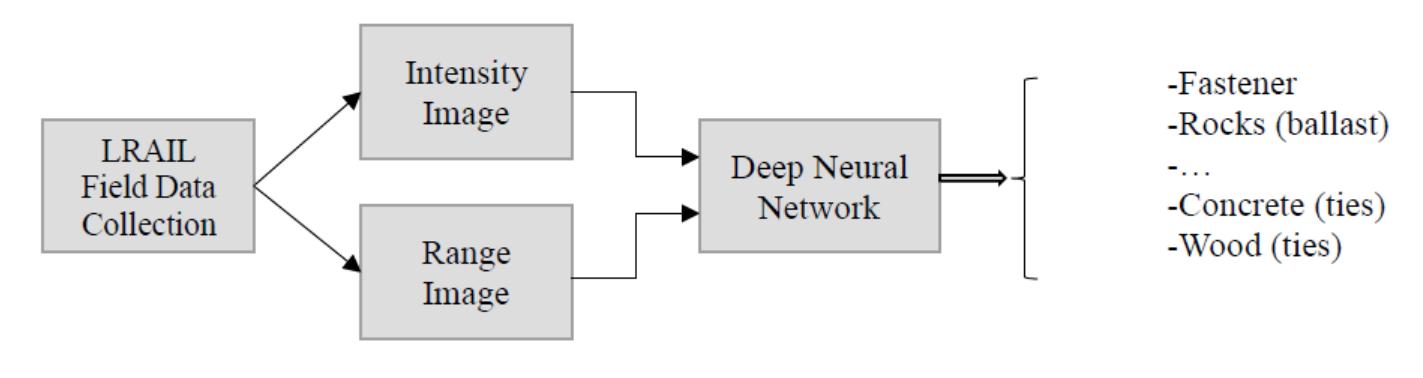 LRAIL
Field Data
Collection
Intensity
Image
Range
Image
Deep Neural
Network
-Fastener
-Rocks (ballast)
-…
-Concrete (ties)
-Wood (ties)